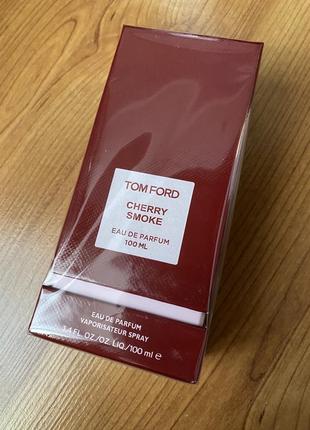 TOM FORD
CHERRY
SMOKE
EAU DE PARFUM
100 ML
EAU DE PARFUM
VAPORISATEUR SPRAY
3.4 FL. OZ./OZ. LIQ./100 ml e